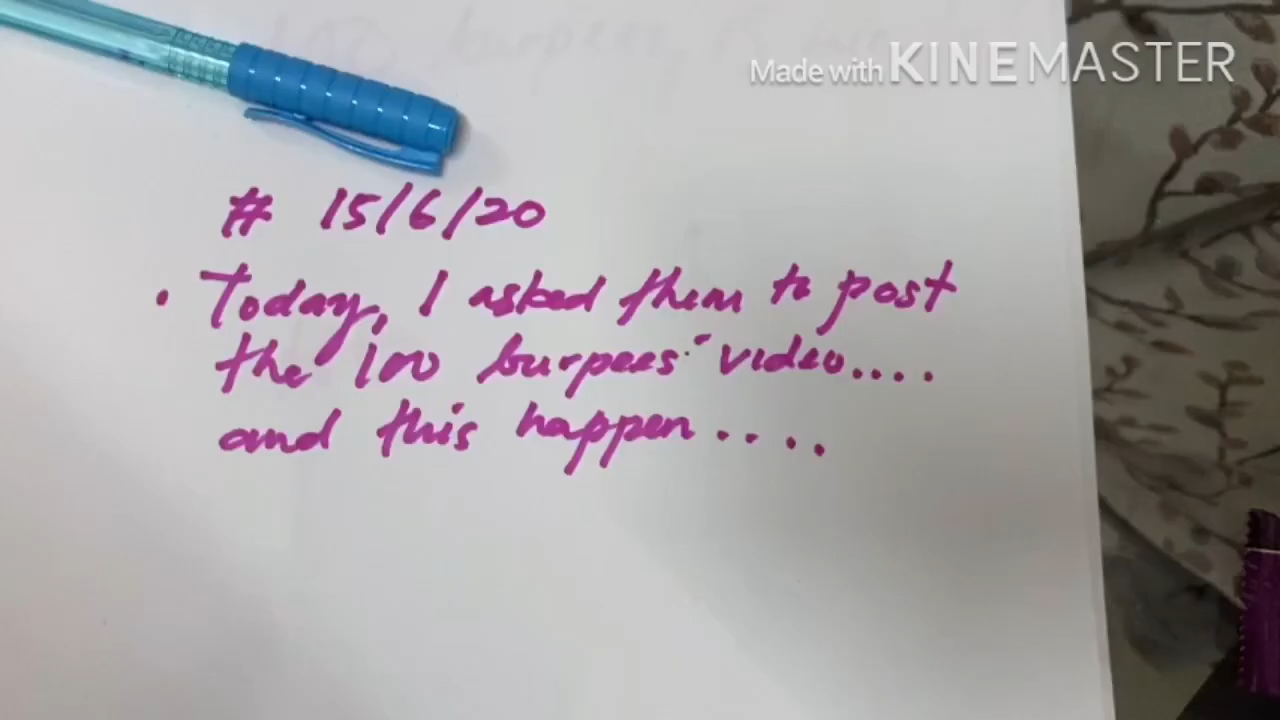 Made with KINEMASTER
# 15/6/20
• Today, I asked them to post
the 100 burpees' video....
and this happen....